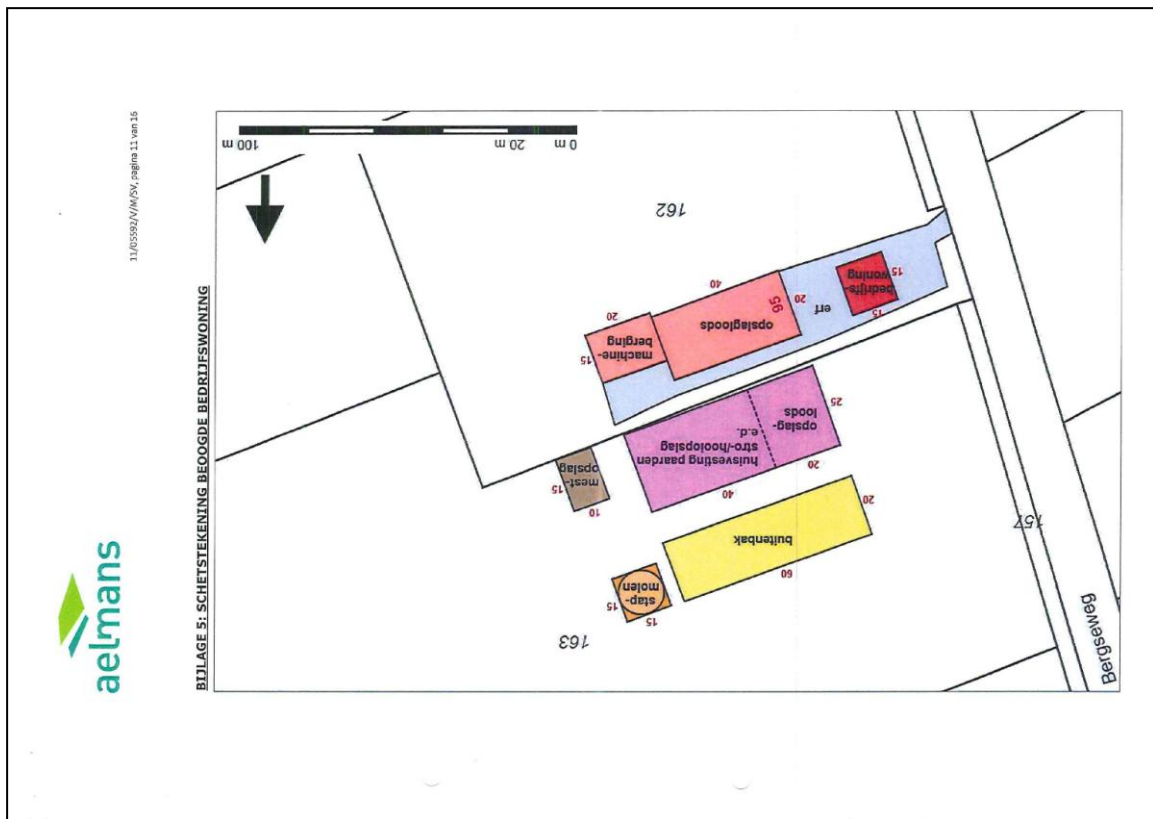 aelmans
11/05592/V/M/SV, pagina 11 van 16
BIJLAGE 5: SCHETSTEKENING BEOOGDE BEDRIJFSWONING
0 m
20 m
100 m
162
bedrijfs-
woning
15
15
erf
20
95
opslagloods
40
machine-
berging
20
15
opslag-
loods
25
20
huisvesting paarden
stro-/hooiopslag
e.d.
40
mest-
opslag
15
10
buitenbak
20
60
stap-
molen
15
15
163
157
Bergseweg